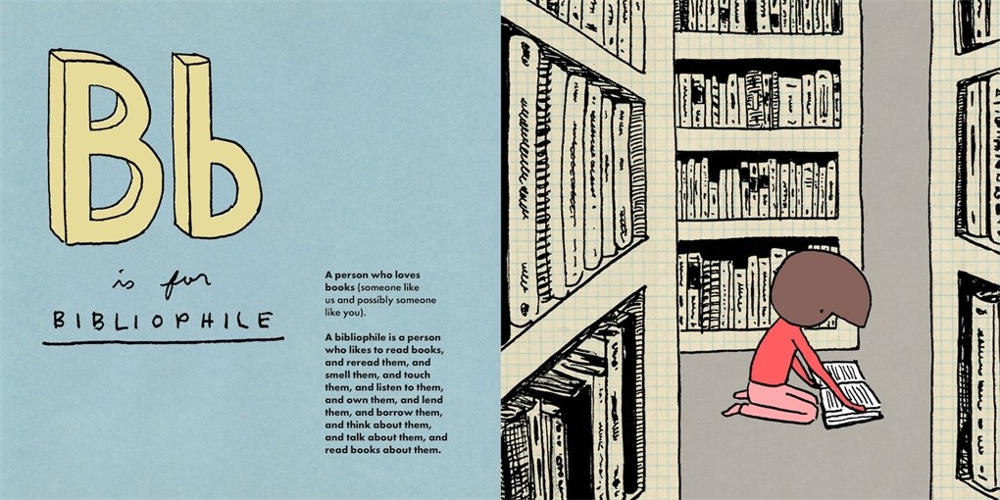 Bb
is for
BIBLIOPHILE
A person who loves
books (someone like
us and possibly someone
like you).
A bibliophile is a person
who likes to read books,
and reread them, and
smell them, and touch
them, and listen to them,
and own them, and lend
them, and borrow them,
and think about them,
and talk about them, and
read books about them.